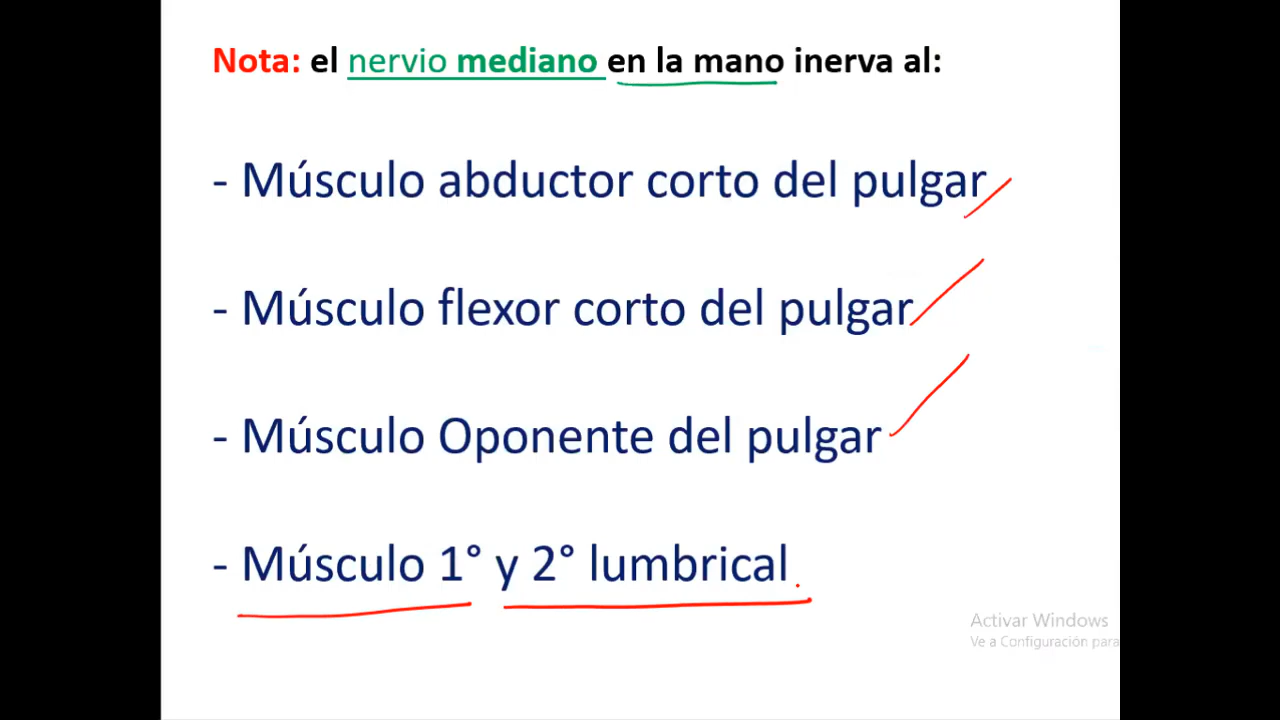 Nota: el nervio mediano en la mano inerva al:
- Músculo abductor corto del pulgar
- Músculo flexor corto del pulgar
- Músculo Oponente del pulgar
- Músculo 1° y 2° lumbrical
Activar Windows
Ve a Configuración para